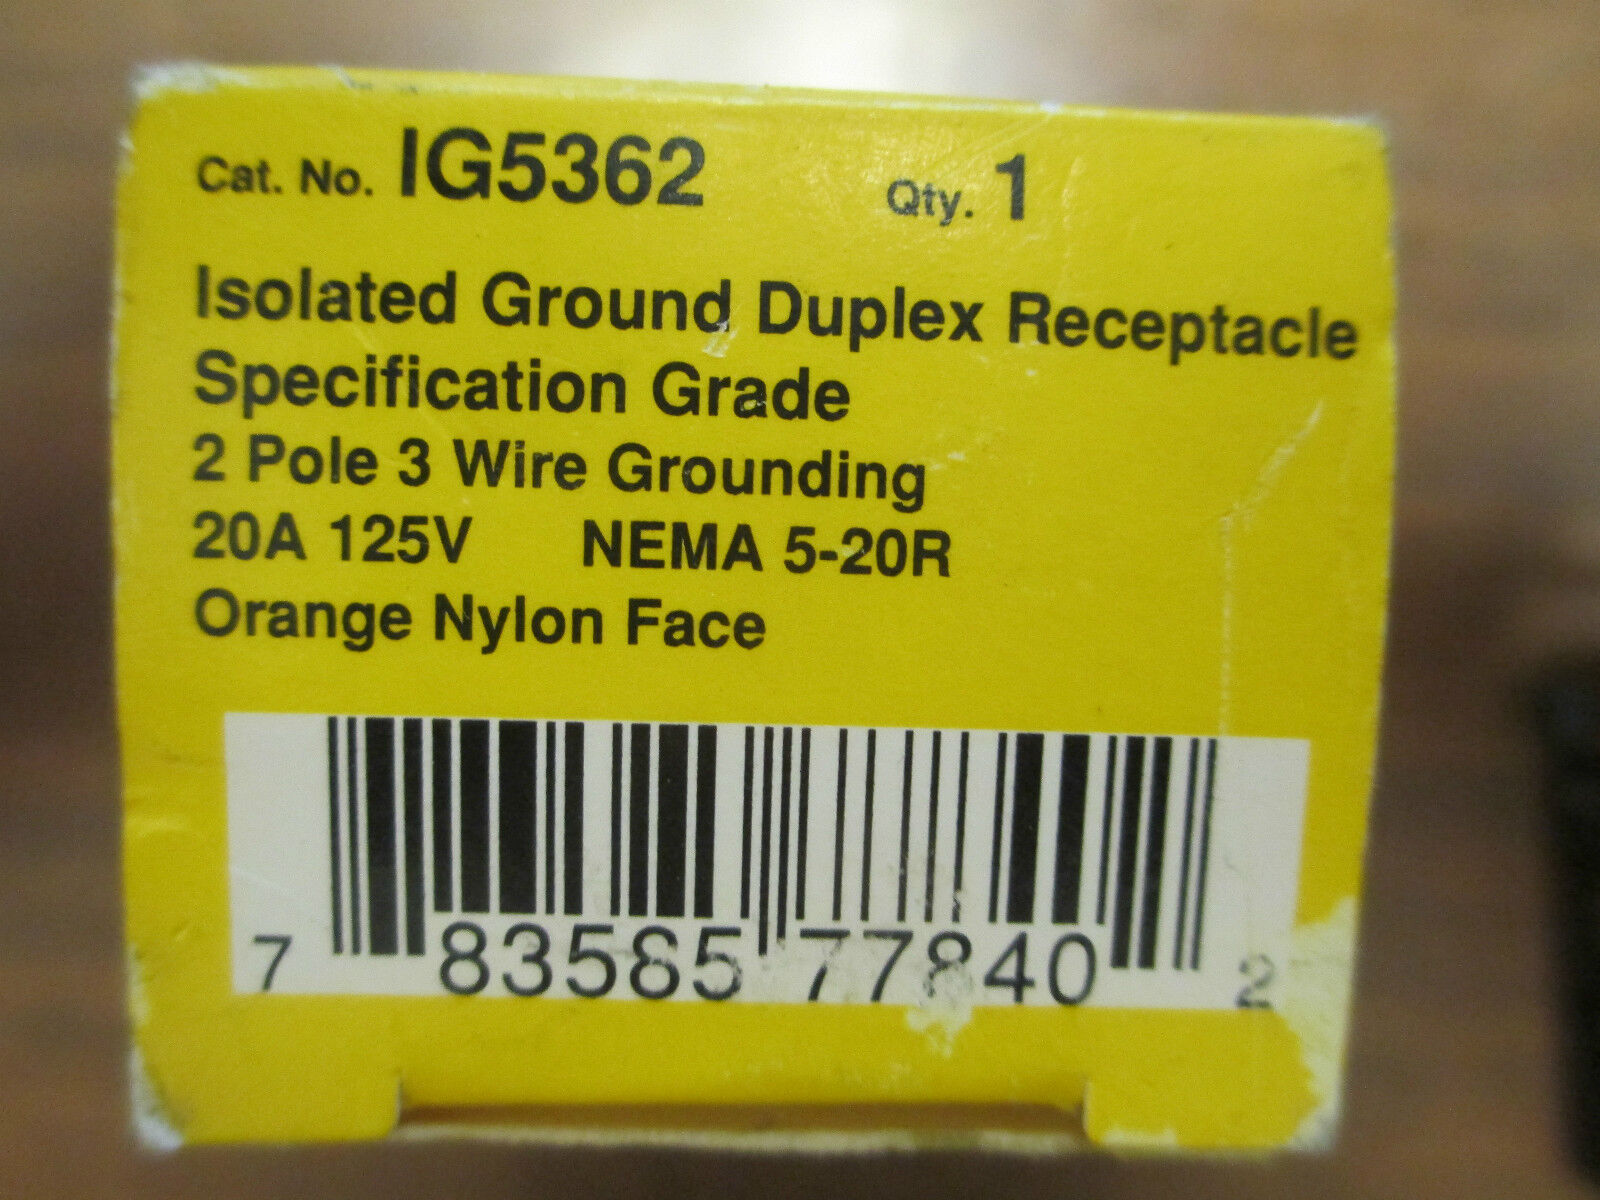 Cat. No. IG5362 Qty. 1
Isolated Ground Duplex Receptacle
Specification Grade
2 Pole 3 Wire Grounding
20A 125V NEMA 5-20R
Orange Nylon Face
7 83585 77840 2